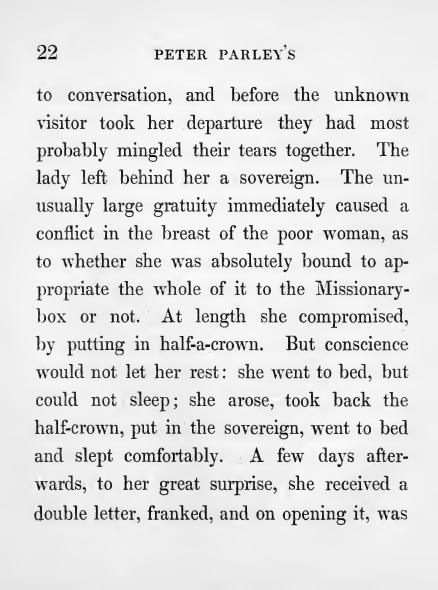 22 PETER PARLEY'S
to conversation, and before the unknown
visitor took her departure they had most
probably mingled their tears together. The
lady left behind her a sovereign. The un-
usually large gratuity immediately caused a
conflict in the breast of the poor woman, as
to whether she was absolutely bound to ap-
propriate the whole of it to the Missionary-
box or not. At length she compromised,
by putting in half-a-crown. But conscience
would not let her rest: she went to bed, but
could not sleep; she arose, took back the
half-crown, put in the sovereign, went to bed
and slept comfortably. A few days after-
wards, to her great surprise, she received a
double letter, franked, and on opening it, was